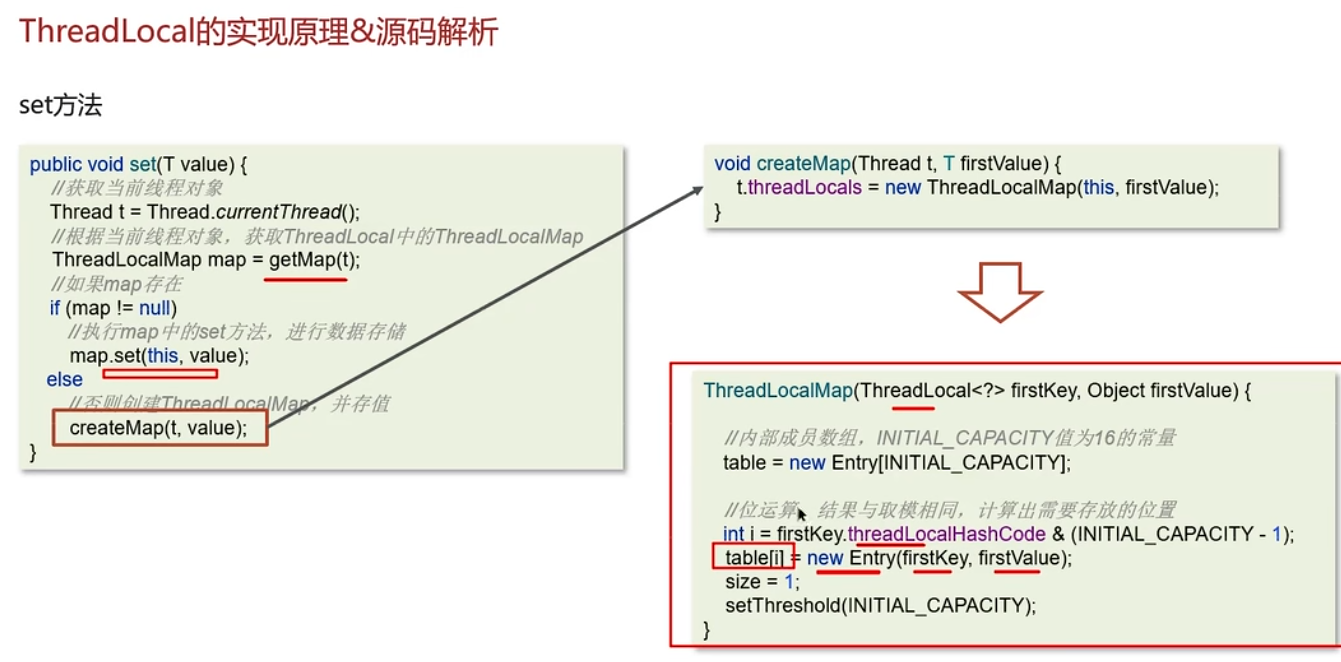 ThreadLocal的实现原理&源码解析
set方法
public void set(T value) {
//获取当前线程对象
Thread t = Thread.currentThread();
//根据当前线程对象，获取ThreadLocal中的ThreadLocalMap
ThreadLocalMap map = getMap(t);
//如果map存在
if (map != null)
//执行map中的set方法，进行数据存储
map.set(this, value);
else
//否则创建ThreadLocalMap，并存值
createMap(t, value);
}
void createMap(Thread t, T firstValue) {
t.threadLocals = new ThreadLocalMap(this, firstValue);
}
ThreadLocalMap(ThreadLocal<?> firstKey, Object firstValue) {
//内部成员数组，INITIAL_CAPACITY值为16的常量
table = new Entry[INITIAL_CAPACITY];
//位运算，结果与取模相同，计算出需要存放的位置
int i = firstKey.threadLocalHashCode & (INITIAL_CAPACITY - 1);
table[i] = new Entry(firstKey, firstValue);
size = 1;
setThreshold(INITIAL_CAPACITY);
}